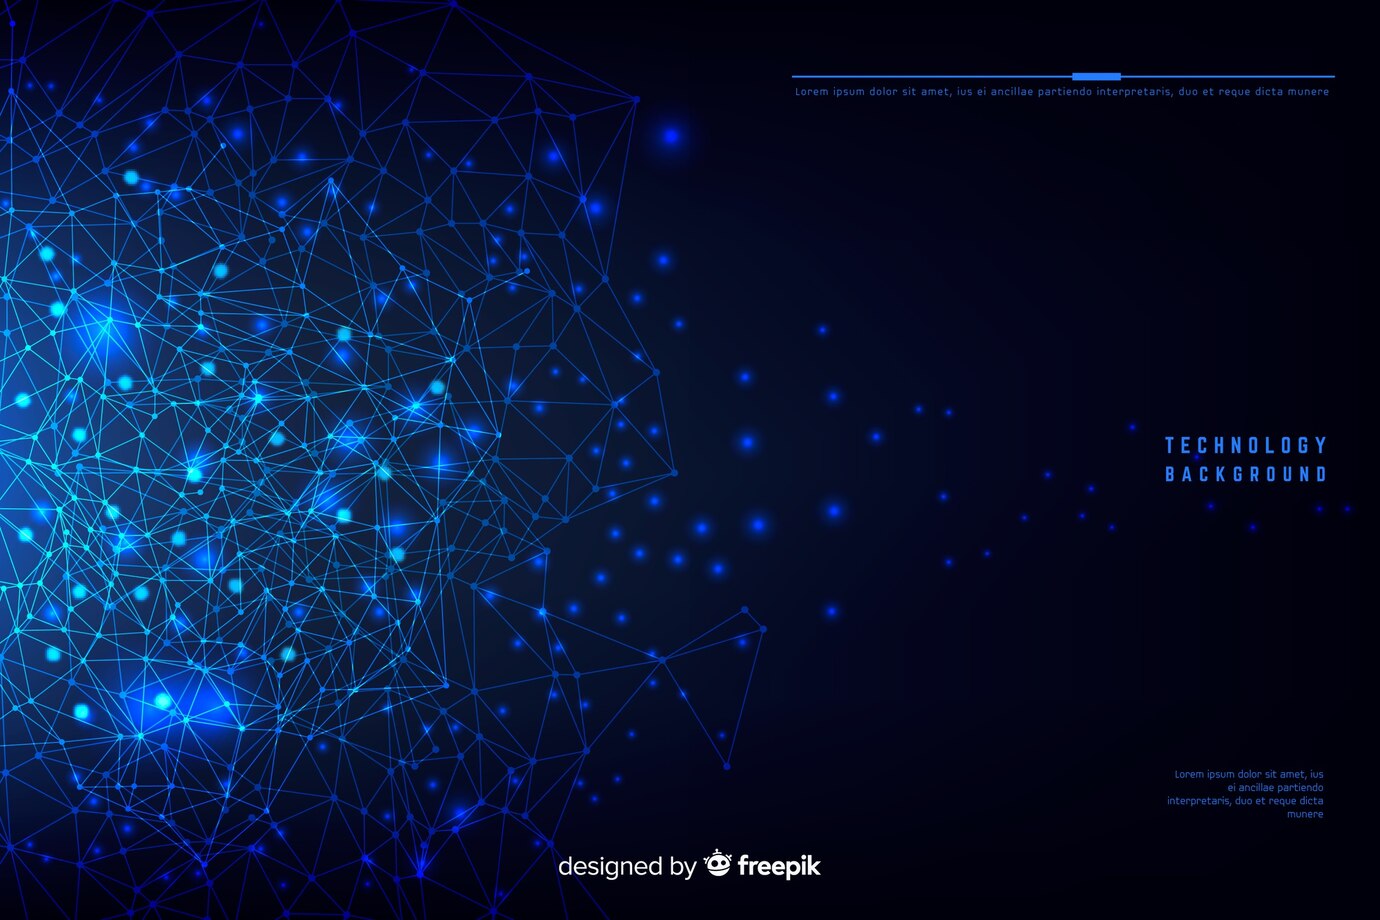 Lorem ipsum dolor sit amet, ius ei ancillae partiendo interpretaris, duo et reque dicta munere
TECHNOLOGY
BACKGROUND
Lorem ipsum dolor sit amet, ius
ei ancillae partiendo
interpretaris, duo et reque dicta
munere
designed by freepik